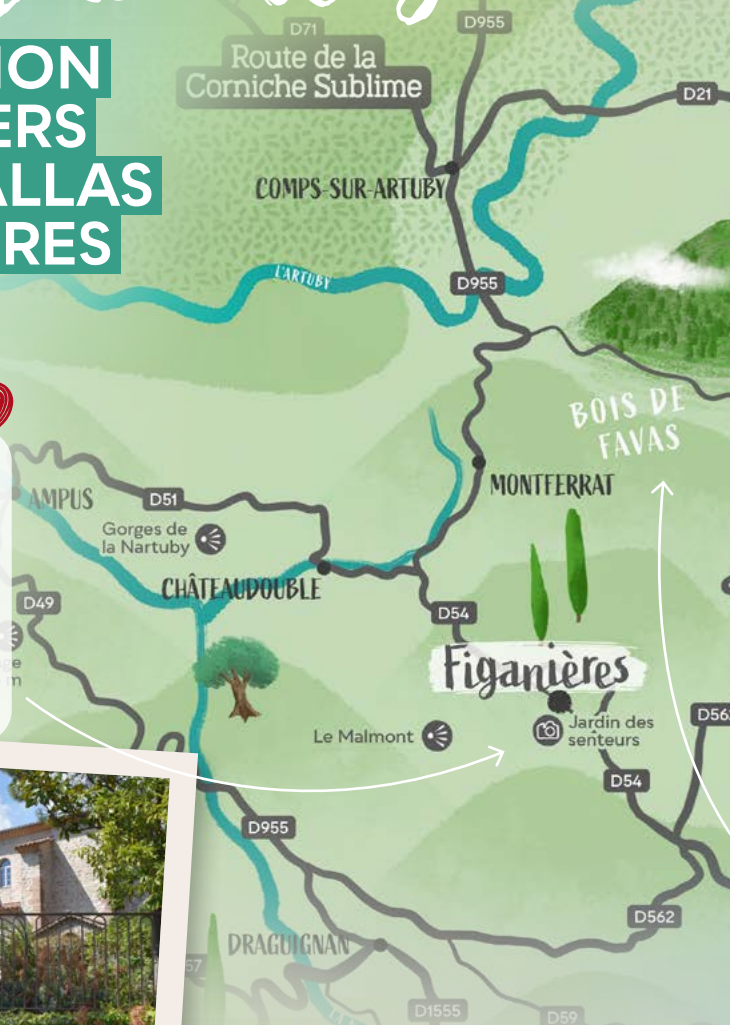 D71
D955
Route de la
Corniche Sublime
D21
ION
ERS
ALLAS
RES
COMPS-SUR-ARTUBY
L'ARTUBY
D955
BOIS DE
FAVAS
MONTFERRAT
AMPUS
D51
Gorges de
la Nartuby
CHÂTEAUDOUBLE
D49
D54
Figanières
Jardin des
senteurs
Le Malmont
D562
D54
D955
D562
DRAGUIGNAN
57
D1555
D59